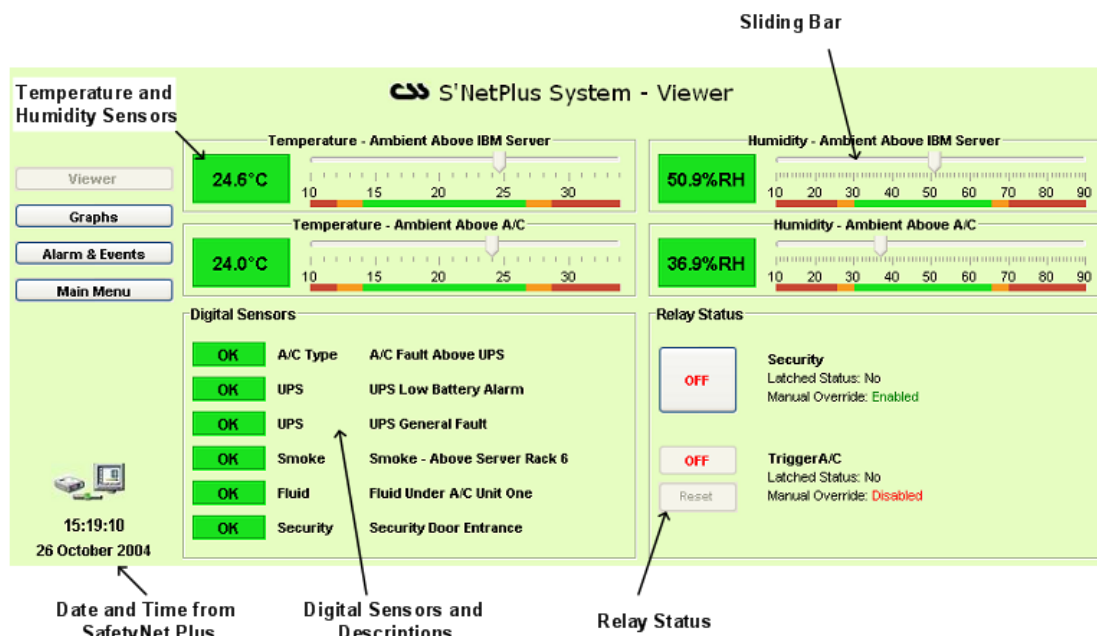 Sliding Bar
Temperature and
Humidity Sensors
CSS S'NetPlus System - Viewer
Temperature - Ambient Above IBM Server
24.6°C
10 15 20 25 30
Humidity - Ambient Above IBM Server
50.9%RH
10 20 30 40 50 60 70 80 90
Temperature - Ambient Above A/C
24.0°C
10 15 20 25 30
Humidity - Ambient Above A/C
36.9%RH
10 20 30 40 50 60 70 80 90
Viewer
Graphs
Alarm & Events
Main Menu
Digital Sensors
OK A/C Type A/C Fault Above UPS
OK UPS UPS Low Battery Alarm
OK UPS UPS General Fault
OK Smoke Smoke - Above Server Rack 6
OK Fluid Fluid Under A/C Unit One
OK Security Security Door Entrance
Relay Status
OFF
Security
Latched Status: No
Manual Override: Enabled
OFF
Reset
TriggerA/C
Latched Status: No
Manual Override: Disabled
15:19:10
26 October 2004
Date and Time from
SafetyNet Plus
Digital Sensors and
Descriptions
Relay Status